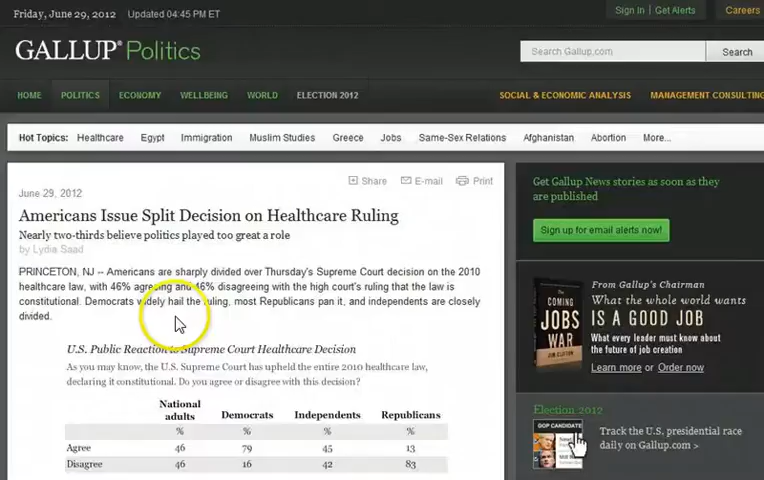 Friday, June 29, 2012 Updated 04:45 PM ET
Sign In | Get Alerts
Careers
GALLUP® Politics
Search Gallup.com
Search
HOME POLITICS ECONOMY WELLBEING WORLD ELECTION 2012
SOCIAL & ECONOMIC ANALYSIS MANAGEMENT CONSULTING
Hot Topics: Healthcare Egypt Immigration Muslim Studies Greece Jobs Same-Sex Relations Afghanistan Abortion More...
Share E-mail Print
June 29, 2012
Americans Issue Split Decision on Healthcare Ruling
Nearly two-thirds believe politics played too great a role
by Lydia Saad
PRINCETON, NJ -- Americans are sharply divided over Thursday's Supreme Court decision on the 2010
healthcare law, with 46% agreeing and 46% disagreeing with the high court's ruling that the law is
constitutional. Democrats widely hail the ruling, most Republicans pan it, and independents are closely
divided.
U.S. Public Reaction to Supreme Court Healthcare Decision
As you may know, the U.S. Supreme Court has upheld the entire 2010 healthcare law,
declaring it constitutional. Do you agree or disagree with this decision?
National
adults Democrats Independents Republicans
% % % %
Agree 46 79 45 13
Disagree 46 16 42 83
Get Gallup News stories as soon as they
are published
Sign up for email alerts now!
THE
COMING
JOBS
WAR
JIM CLIFTON
From Gallup's Chairman
What the whole world wants
IS A GOOD JOB
What every leader must know about
the future of job creation
Learn more or Order now
Election 2012
GOP CANDIDATE
Track the U.S. presidential race
daily on Gallup.com >